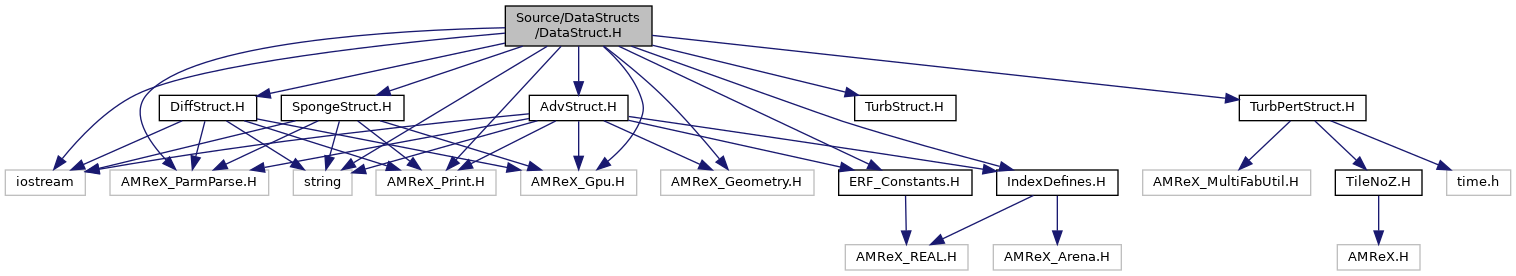 Source/DataStructs
/DataStruct.H
DiffStruct.H
SpongeStruct.H
AdvStruct.H
TurbStruct.H
TurbPertStruct.H
iostream
AMReX_ParmParse.H
string
AMReX_Print.H
AMReX_Gpu.H
AMReX_Geometry.H
ERF_Constants.H
IndexDefines.H
AMReX_MultiFabUtil.H
TileNoZ.H
time.h
AMReX_REAL.H
AMReX_Arena.H
AMReX.H